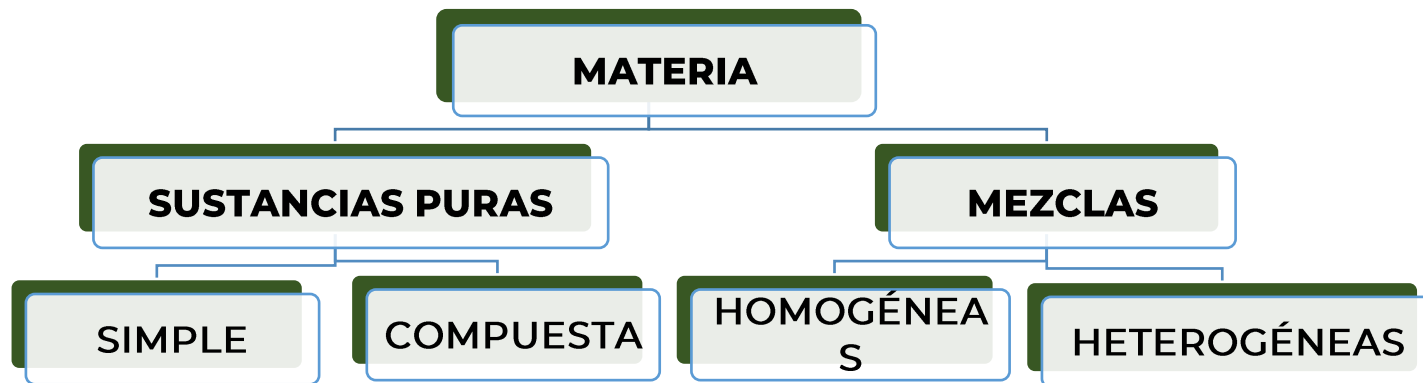 MATERIA
SUSTANCIAS PURAS
MEZCLAS
SIMPLE
COMPUESTA
HOMOGÉNEA
S
HETEROGÉNEAS